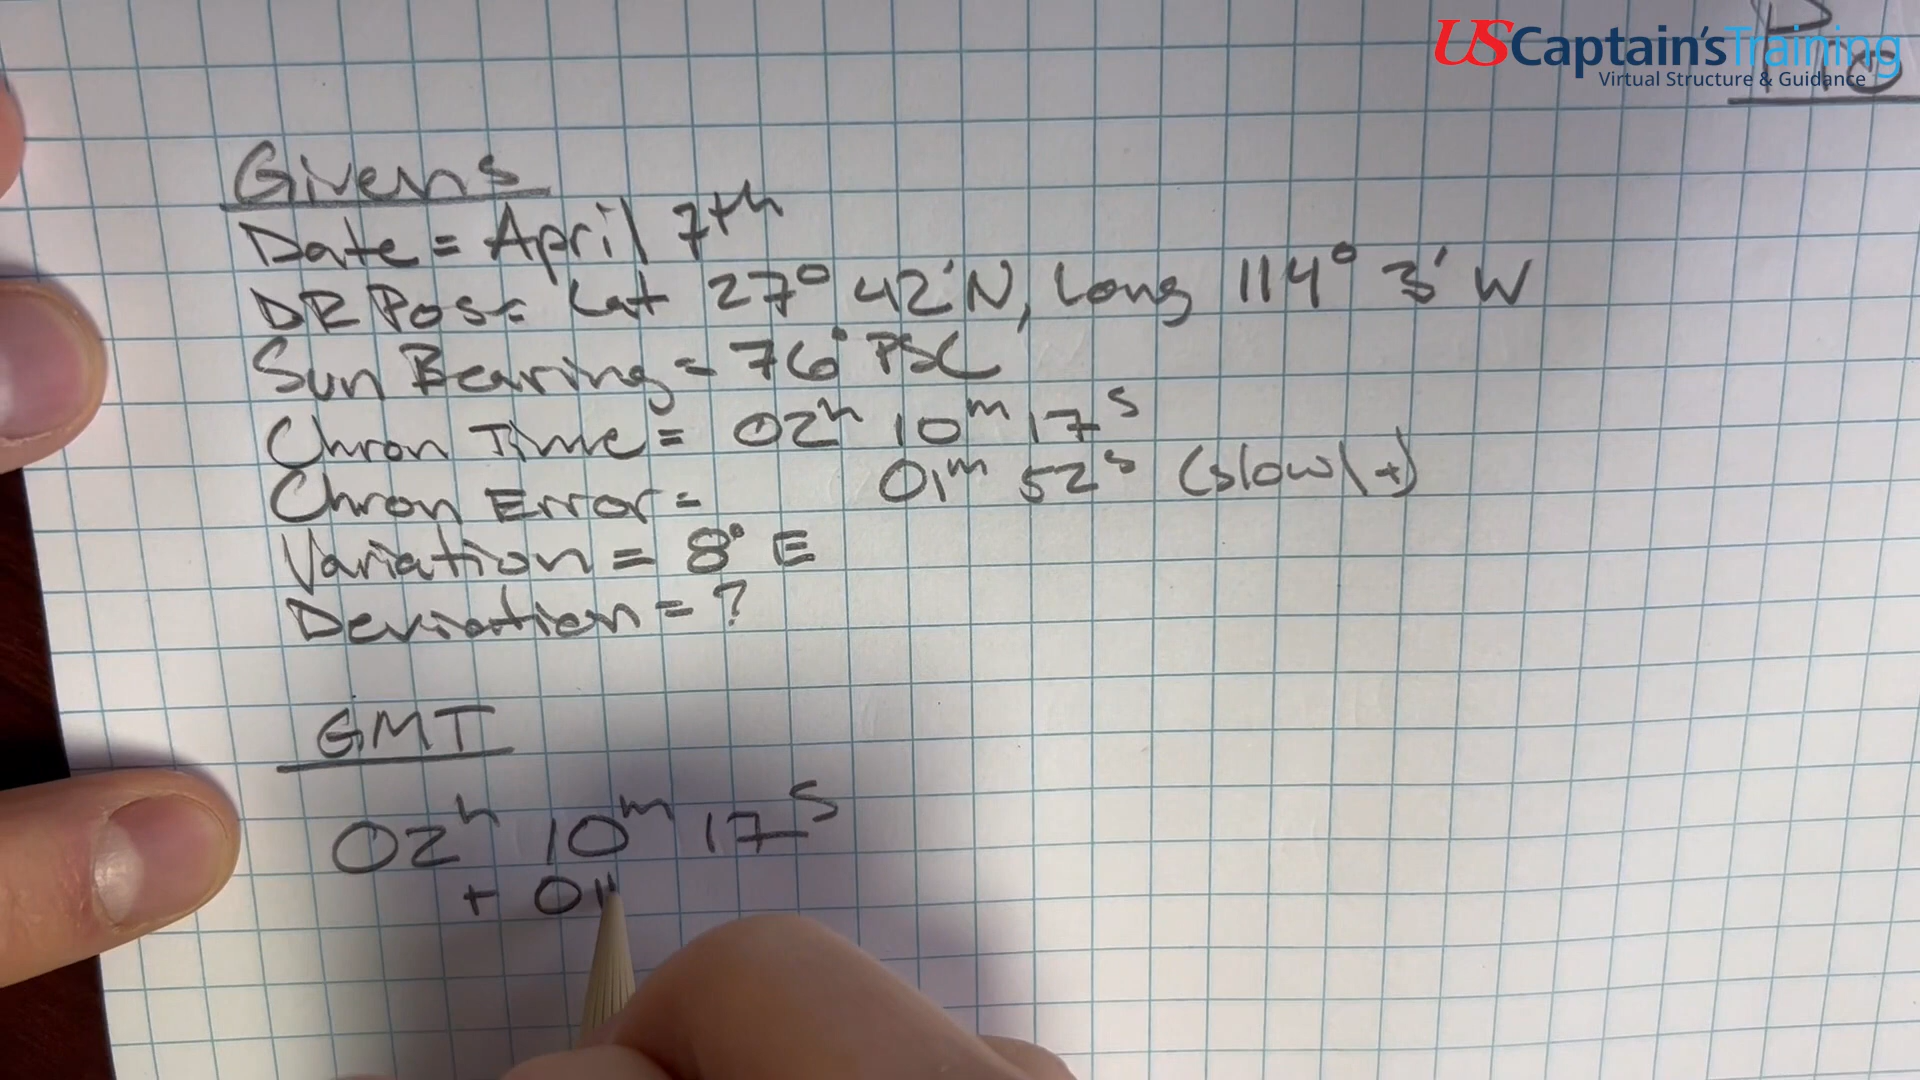 USCaptain'sTraining
Virtual Structure & Guidance
Givens
Date = April 7th
DR Pos = Lat 27° 42' N, Long 114° 3' W
Sun Bearing = 76° PSC
Chron Time = 02h 10m 17s
Chron Error = 01m 52s (slow \ +)
Variation = 8° E
Deviation = ?
GMT
02h 10m 17s
+ 01